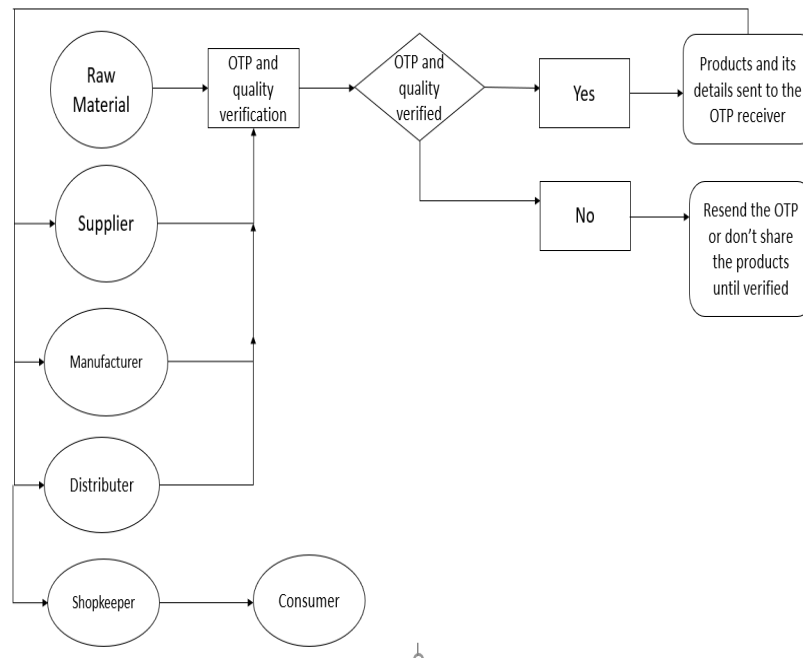 Raw
Material
OTP and
quality
verification
OTP and
quality
verified
Yes
Products and its
details sent to the
OTP receiver
Supplier
No
Resend the OTP
or don't share
the products
until verified
Manufacturer
Distributer
Shopkeeper
Consumer